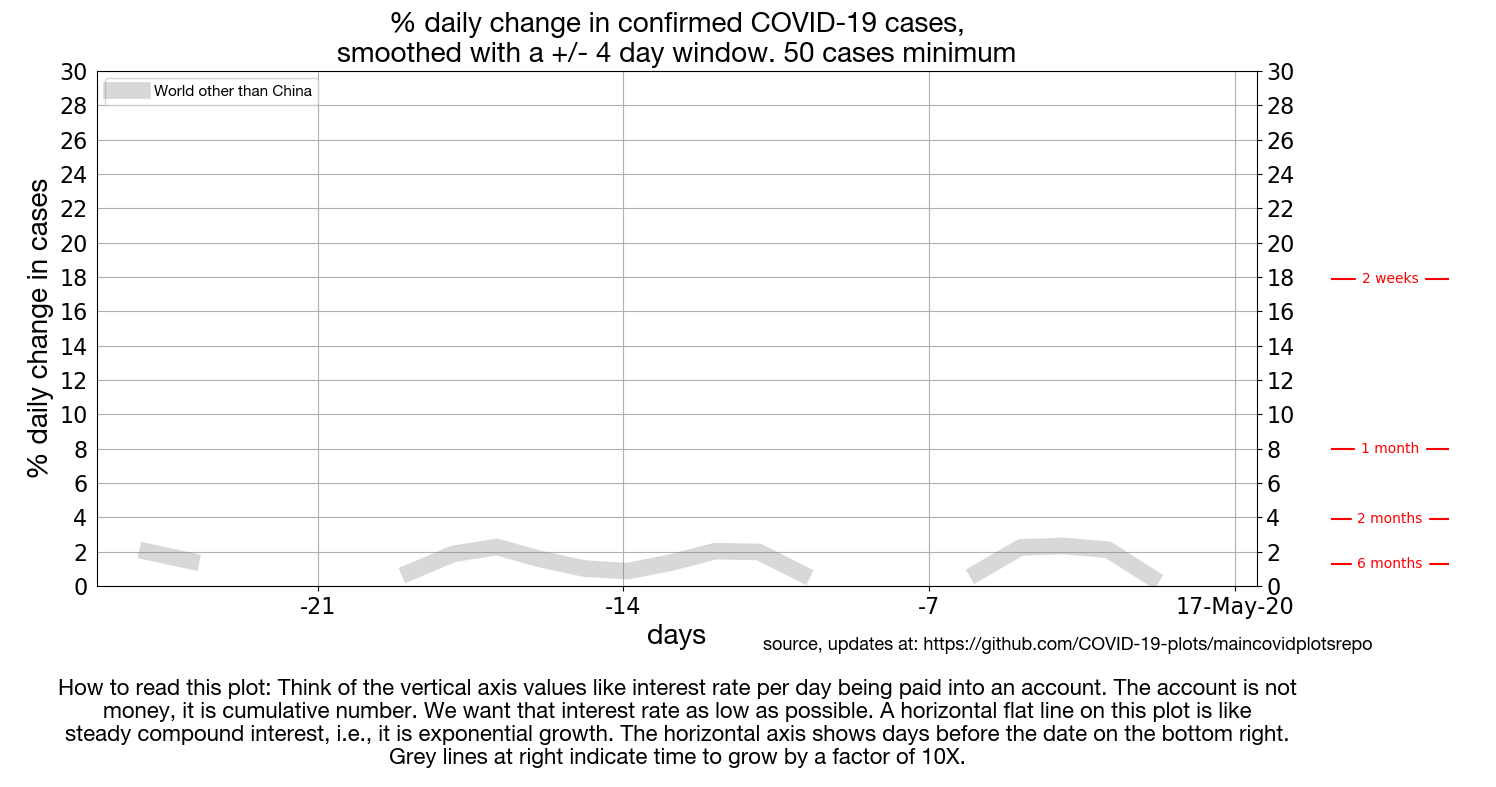 % daily change in confirmed COVID-19 cases,
smoothed with a +/- 4 day window. 50 cases minimum
World other than China
% daily change in cases
30
28
26
24
22
20
18
16
14
12
10
8
6
4
2
0
30
28
26
24
22
20
18
16
14
12
10
8
6
4
2
0
2 weeks
1 month
2 months
6 months
-21 -14 -7 17-May-20
days
source, updates at: https://github.com/COVID-19-plots/maincovidplotsrepo
How to read this plot: Think of the vertical axis values like interest rate per day being paid into an account. The account is not
money, it is cumulative number. We want that interest rate as low as possible. A horizontal flat line on this plot is like
steady compound interest, i.e., it is exponential growth. The horizontal axis shows days before the date on the bottom right.
Grey lines at right indicate time to grow by a factor of 10X.